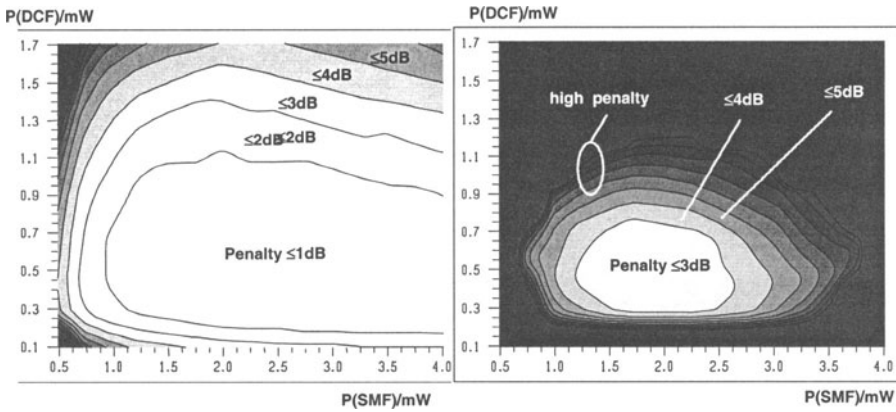 P(DCF)/mW
1.7
1.5
1.3
1.1
0.9
0.7
0.5
0.3
0.1
0.5
1.0
1.5
2.0
2.5
3.0
3.5
4.0
P(SMF)/mW
≤5dB
≤4dB
≤3dB
≤2dB
≤2dB
Penalty ≤1dB
P(DCF)/mW
1.7
1.5
1.3
1.1
0.9
0.7
0.5
0.3
0.1
0.5
1.0
1.5
2.0
2.5
3.0
3.5
4.0
P(SMF)/mW
high penalty
≤4dB
≤5dB
Penalty ≤3dB